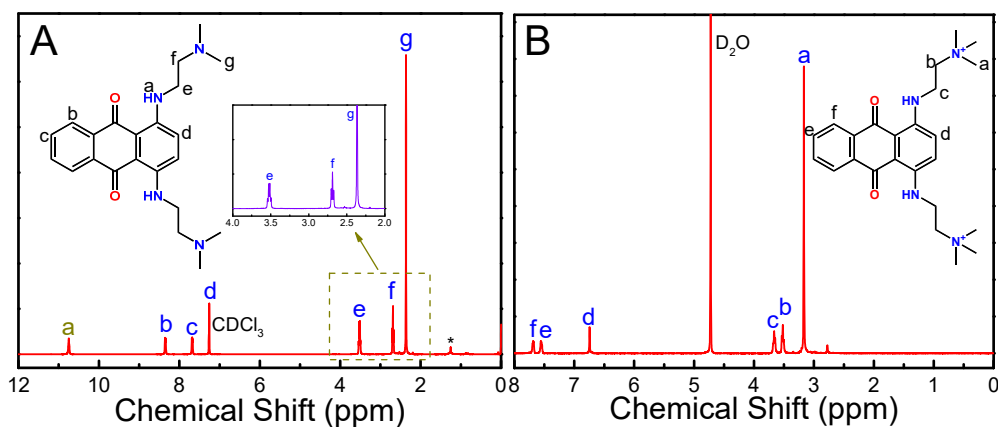 A
N
f
g
a
HN
e
O
b
c
d
O
HN
N
g
e
f
g
4.0 3.5 3.0 2.5 2.0
a
b
c
d
CDCl₃
e
f
*
12 10 8 6 4 2 0
Chemical Shift (ppm)
B
D₂O
a
N⁺
b
a
c
HN
O
f
e
d
O
HN
N⁺
f
e
d
c
b
8 7 6 5 4 3 2 1 0
Chemical Shift (ppm)